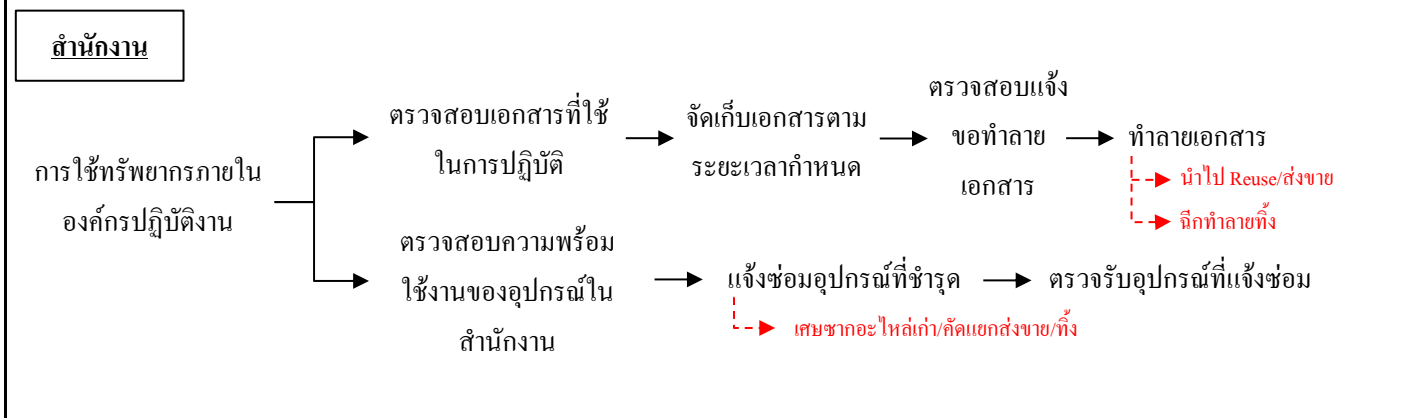 สำนักงาน
การใช้ทรัพยากรภายใน
องค์กรปฏิบัติงาน
ตรวจสอบเอกสารที่ใช้
ในการปฏิบัติ
จัดเก็บเอกสารตาม
ระยะเวลากำหนด
ตรวจสอบแจ้ง
ขอทำลาย
เอกสาร
ทำลายเอกสาร
นำไป Reuse/ส่งขาย
ฉีกทำลายทิ้ง
ตรวจสอบความพร้อม
ใช้งานของอุปกรณ์ใน
สำนักงาน
แจ้งซ่อมอุปกรณ์ที่ชำรุด
เศษซากอะไหล่เก่า/คัดแยกส่งขาย/ทิ้ง
ตรวจรับอุปกรณ์ที่แจ้งซ่อม